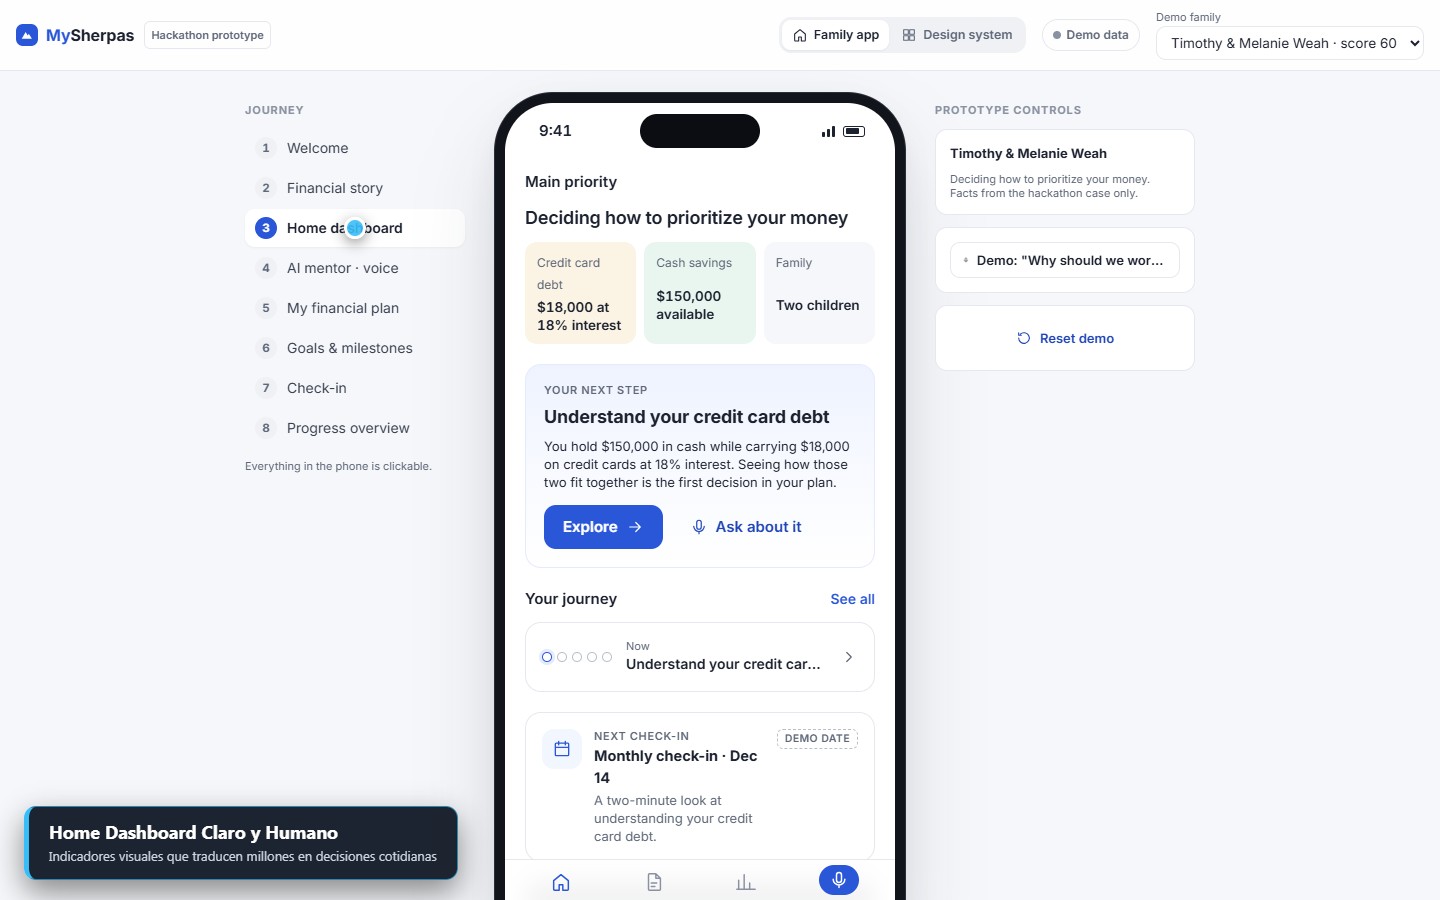 MySherpas
Hackathon prototype
Family app
Design system
Demo data
Demo family
Timothy & Melanie Weah · score 60
JOURNEY
1 Welcome
2 Financial story
3 Home dashboard
4 AI mentor · voice
5 My financial plan
6 Goals & milestones
7 Check-in
8 Progress overview
Everything in the phone is clickable.
9:41
Main priority
Deciding how to prioritize your money
Credit card
debt
$18,000 at
18% interest
Cash savings
$150,000
available
Family
Two children
YOUR NEXT STEP
Understand your credit card debt
You hold $150,000 in cash while carrying $18,000
on credit cards at 18% interest. Seeing how those
two fit together is the first decision in your plan.
Explore
Ask about it
Your journey
See all
Now
Understand your credit car...
NEXT CHECK-IN
DEMO DATE
Monthly check-in · Dec
14
A two-minute look at
understanding your credit
card debt.
PROTOTYPE CONTROLS
Timothy & Melanie Weah
Deciding how to prioritize your money.
Facts from the hackathon case only.
Demo: "Why should we wor...
Reset demo
Home Dashboard Claro y Humano
Indicadores visuales que traducen millones en decisiones cotidianas